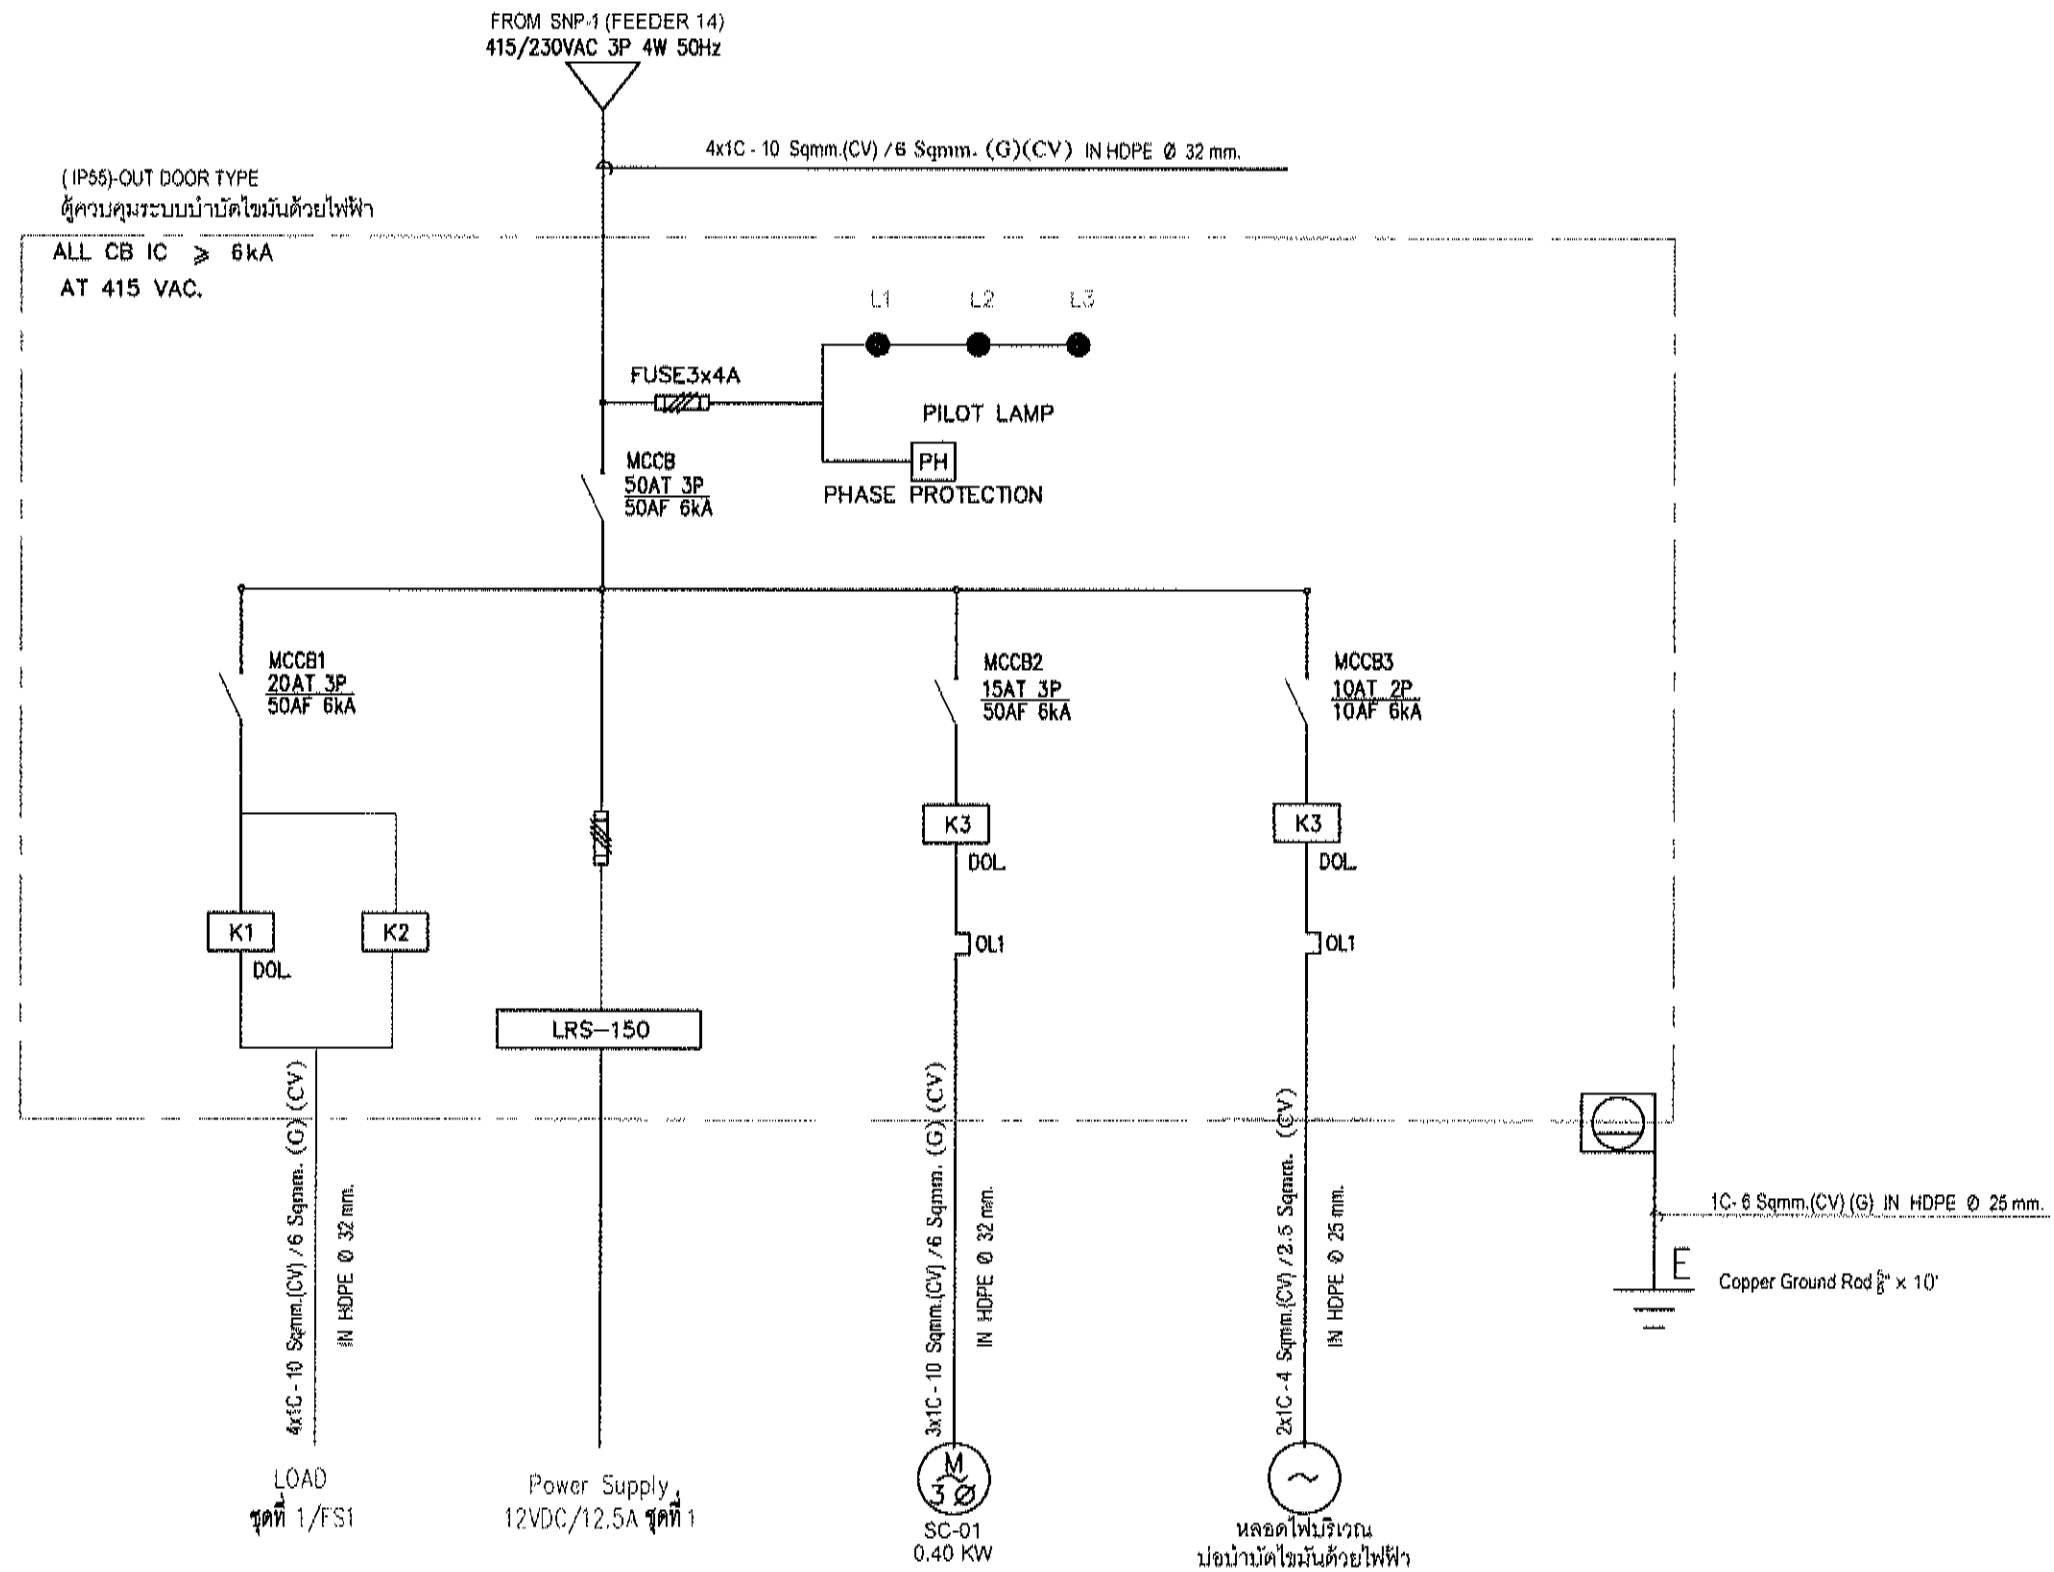 FROM SNP-1 (FEEDER 14)
415/230VAC 3P 4W 50Hz
4x1C - 10 Sqmm.(CV) /6 Sqmm. (G)(CV) IN HDPE Ø 32 mm.
( IP55)-OUT DOOR TYPE
ตู้ควบคุมระบบบำบัดไขมันด้วยไฟฟ้า
ALL CB IC ⩾ 6kA
AT 415 VAC.
L1 L2 L3
FUSE3x4A
PILOT LAMP
PH
PHASE PROTECTION
MCCB
50AT 3P
50AF 6kA
MCCB1
20AT 3P
50AF 6kA
MCCB2
15AT 3P
50AF 6kA
MCCB3
10AT 2P
10AF 6kA
K3
DOL
K3
DOL
K1
DOL
K2
OL1
OL1
LRS-150
4x1C - 10 Sqmm.(CV) /6 Sqmm. (G)(CV)
IN HDPE Ø 32 mm.
3x1C - 10 Sqmm.(CV) /6 Sqmm. (G)(CV)
IN HDPE Ø 32 mm.
2x1C - 4 Sqmm.(CV) /2.5 Sqmm. (CV)
IN HDPE Ø 25 mm.
1C- 6 Sqmm.(CV) (G) IN HDPE Ø 25 mm.
E
Copper Ground Rod 5/8" x 10'
LOAD
ชุดที่ 1/FS1
Power Supply
12VDC/12.5A ชุดที่ 1
M
3 Ø
SC-01
0.40 KW
~
หลอดไฟบริเวณ
บ่อบำบัดไขมันด้วยไฟฟ้า